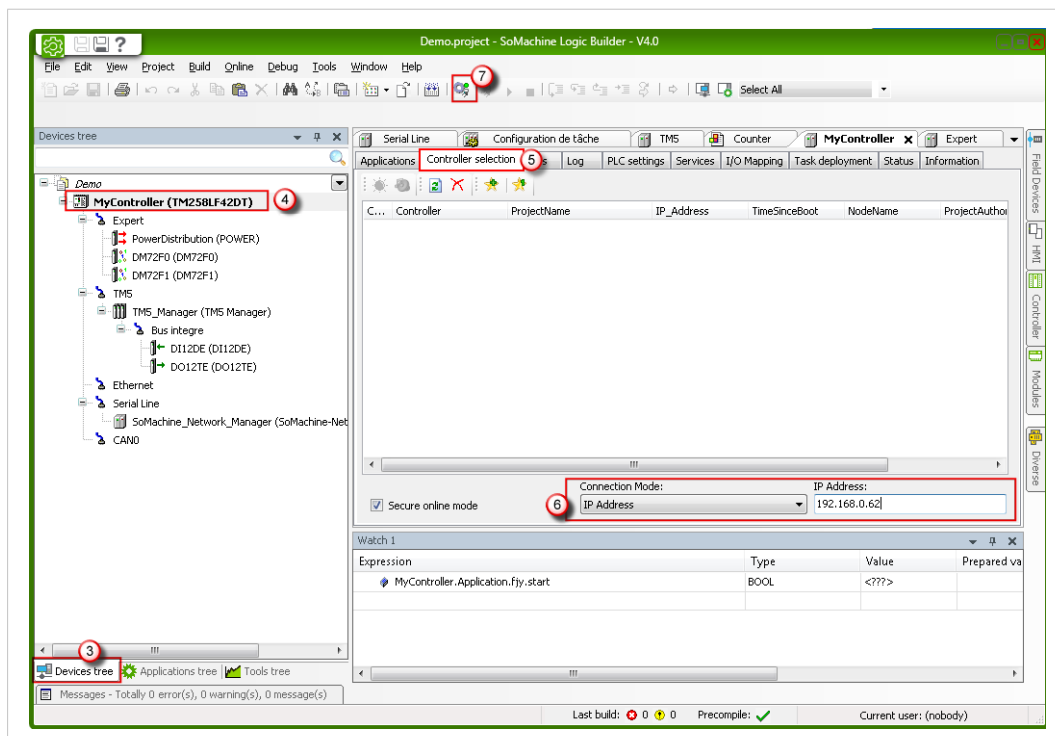 Demo.project - SoMachine Logic Builder - V4.0
File Edit View Project Build Online Debug Tools Window Help
7
Select All
Devices tree
Serial Line Configuration de tâche TM5 Counter MyController X Expert
Applications Controller selection 5 s Log PLC settings Services I/O Mapping Task deployment Status Information
Demo
MyController (TM258LF42DT) 4
Expert
PowerDistribution (POWER)
DM72F0 (DM72F0)
DM72F1 (DM72F1)
TM5
TM5_Manager (TM5 Manager)
Bus integre
DI12DE (DI12DE)
DO12TE (DO12TE)
Ethernet
Serial Line
SoMachine_Network_Manager (SoMachine-Net
CAN0
C... Controller ProjectName IP_Address TimeSinceBoot NodeName ProjectAuthor
Field Devices
HMI
Controller
Modules
Diverse
Connection Mode: IP Address:
Secure online mode 6 IP Address 192.168.0.62
Watch 1
Expression Type Value Prepared va
MyController.Application.fjy.start BOOL <???>
3
Devices tree Applications tree Tools tree
Messages - Totally 0 error(s), 0 warning(s), 0 message(s)
Last build: 0 0 Precompile: Current user: (nobody)